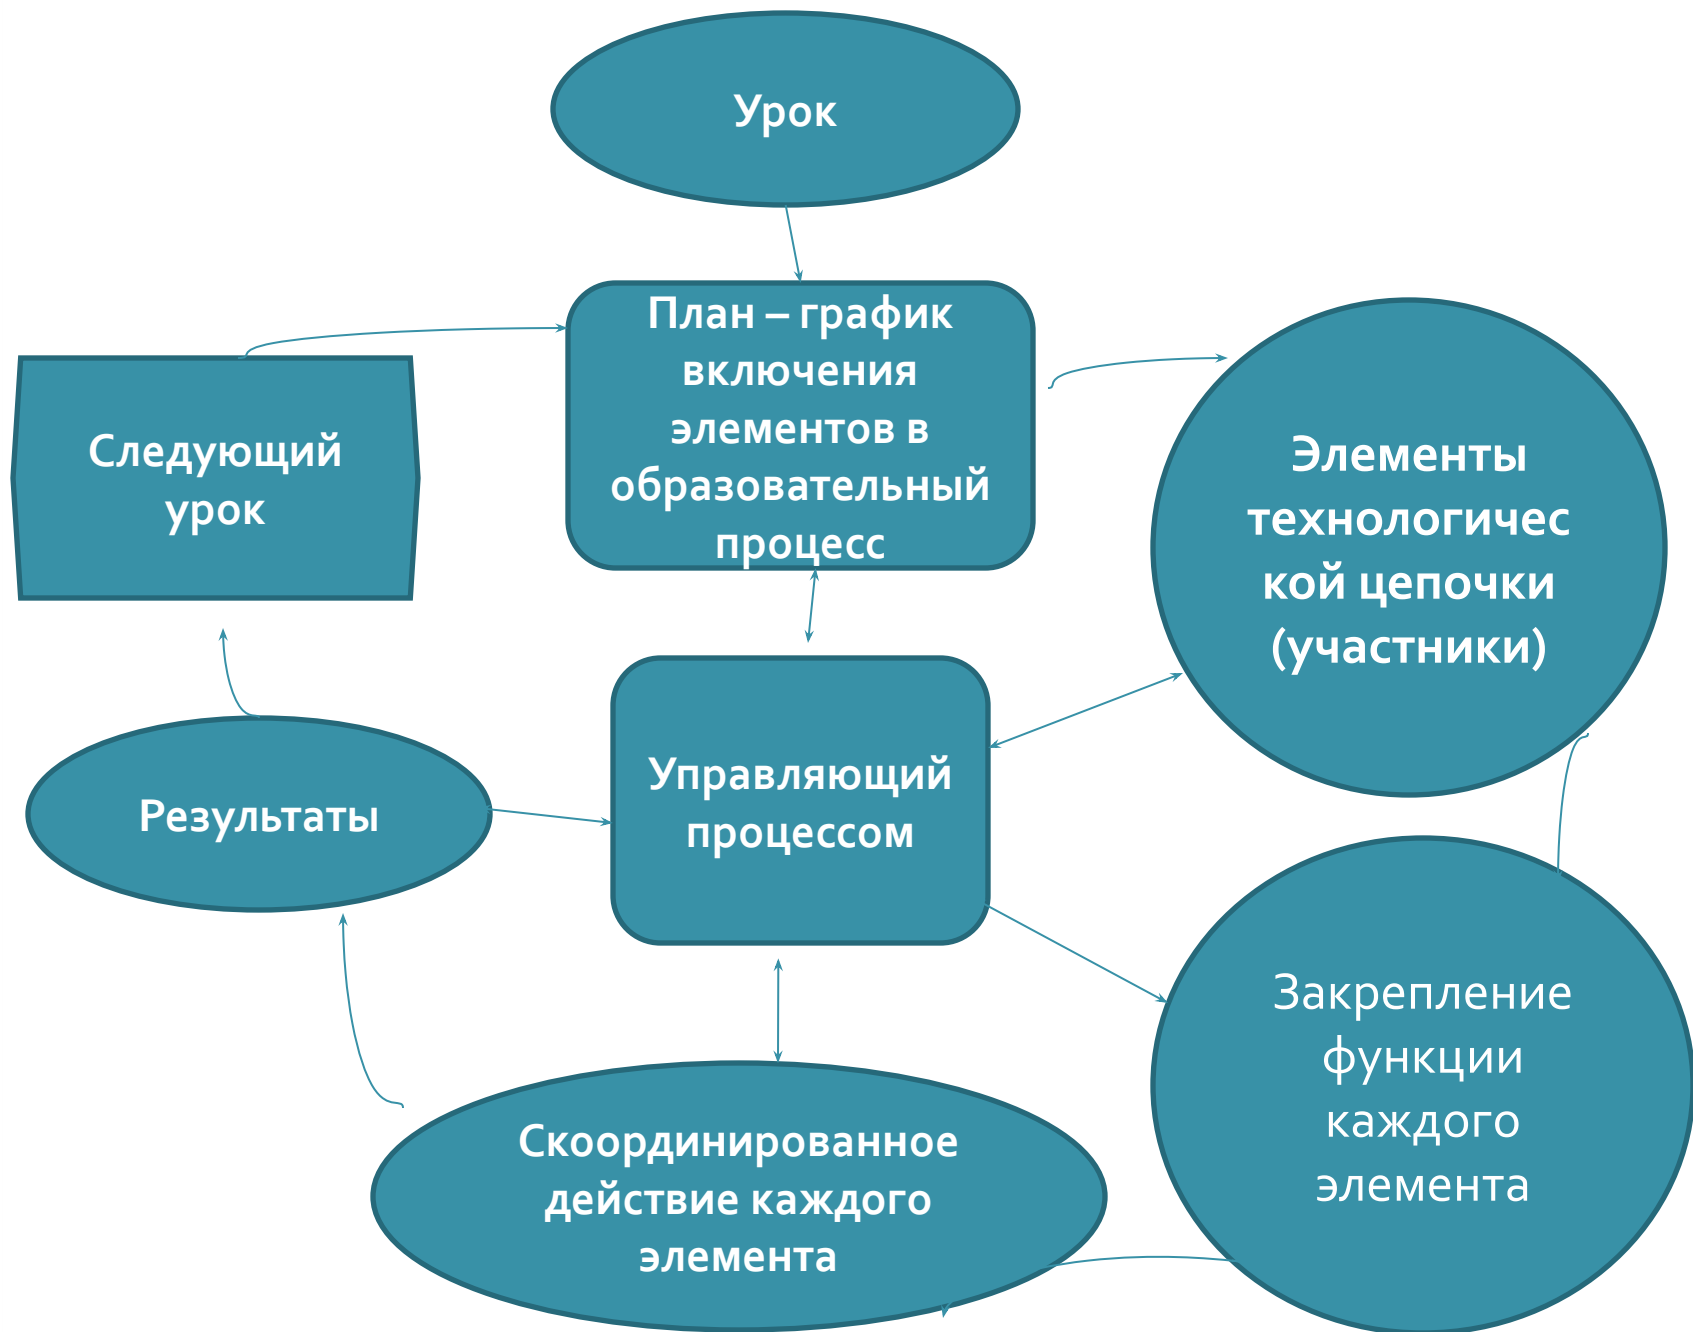 Урок
План – график
включения
элементов в
образовательный
процесс
Следующий
урок
Элементы
технологичес
кой цепочки
(участники)
Управляющий
процессом
Результаты
Закрепление
функции
каждого
элемента
Скоординированное
действие каждого
элемента